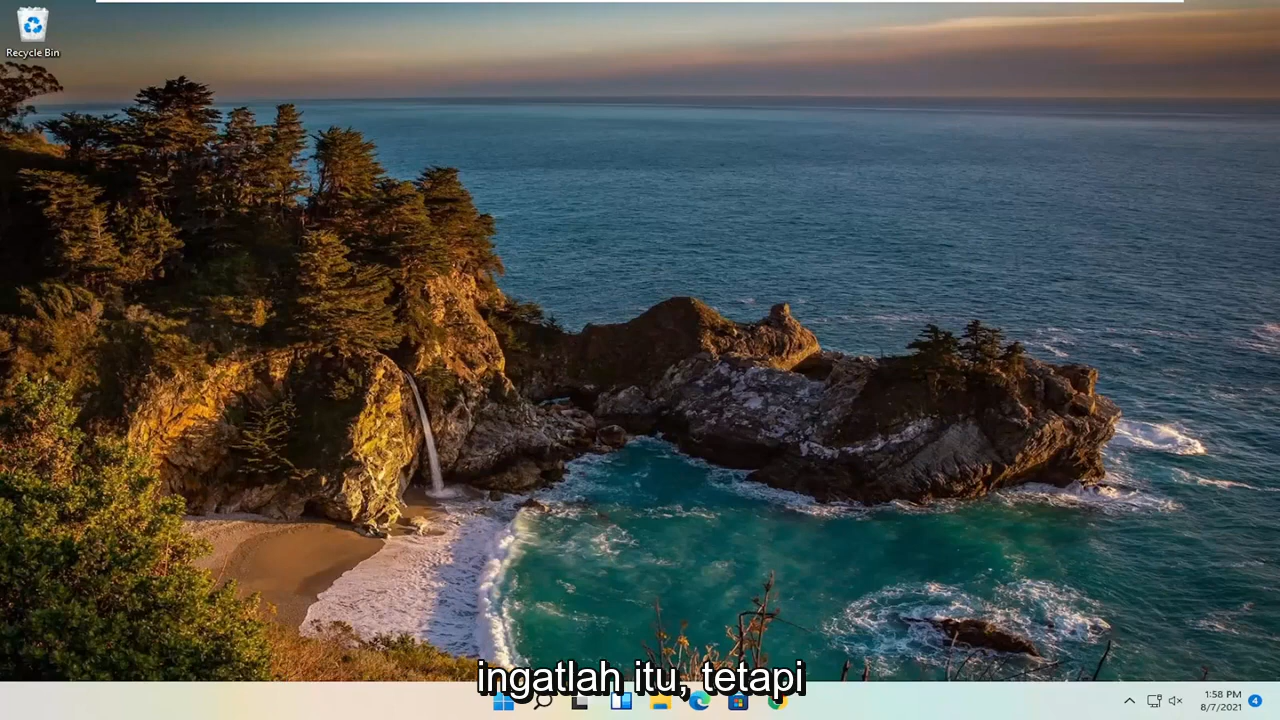 Recycle Bin
ingatlah itu, tetapi
1:58 PM
8/7/2021
4